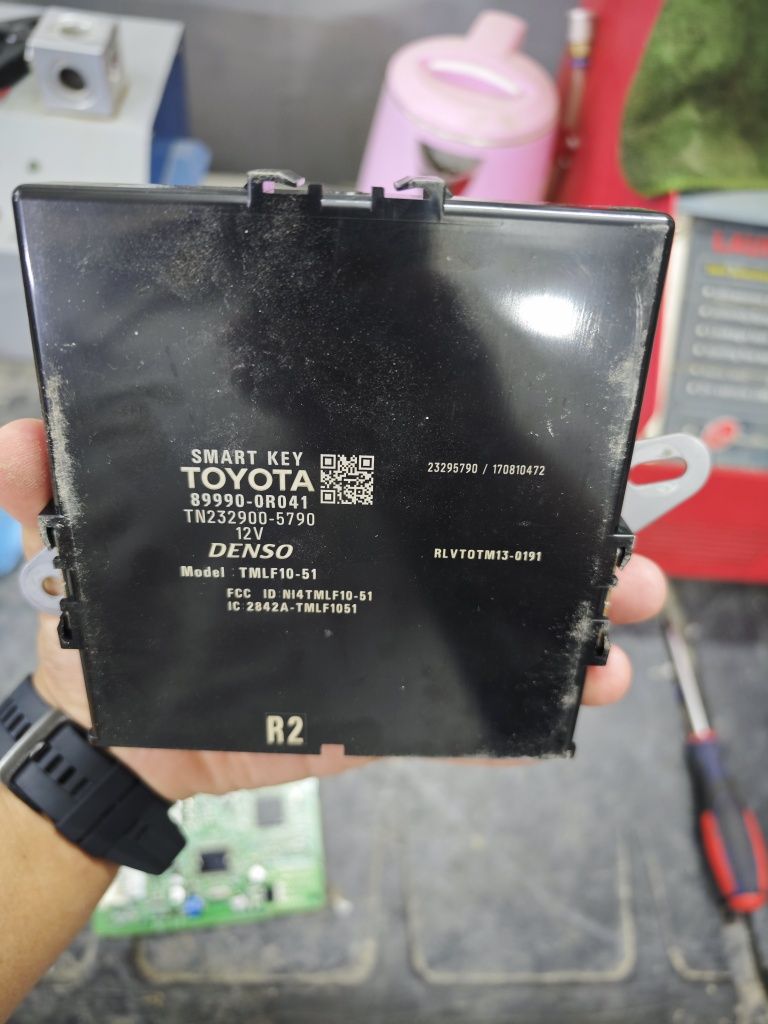 SMART KEY
TOYOTA
89990-0R041
TN232900-5790
12V
DENSO
Model : TMLF10-51
FCC ID:NI4TMLF10-51
IC:2842A-TMLF1051
23295790 / 170810472
RLVTOTM13-0191
R2